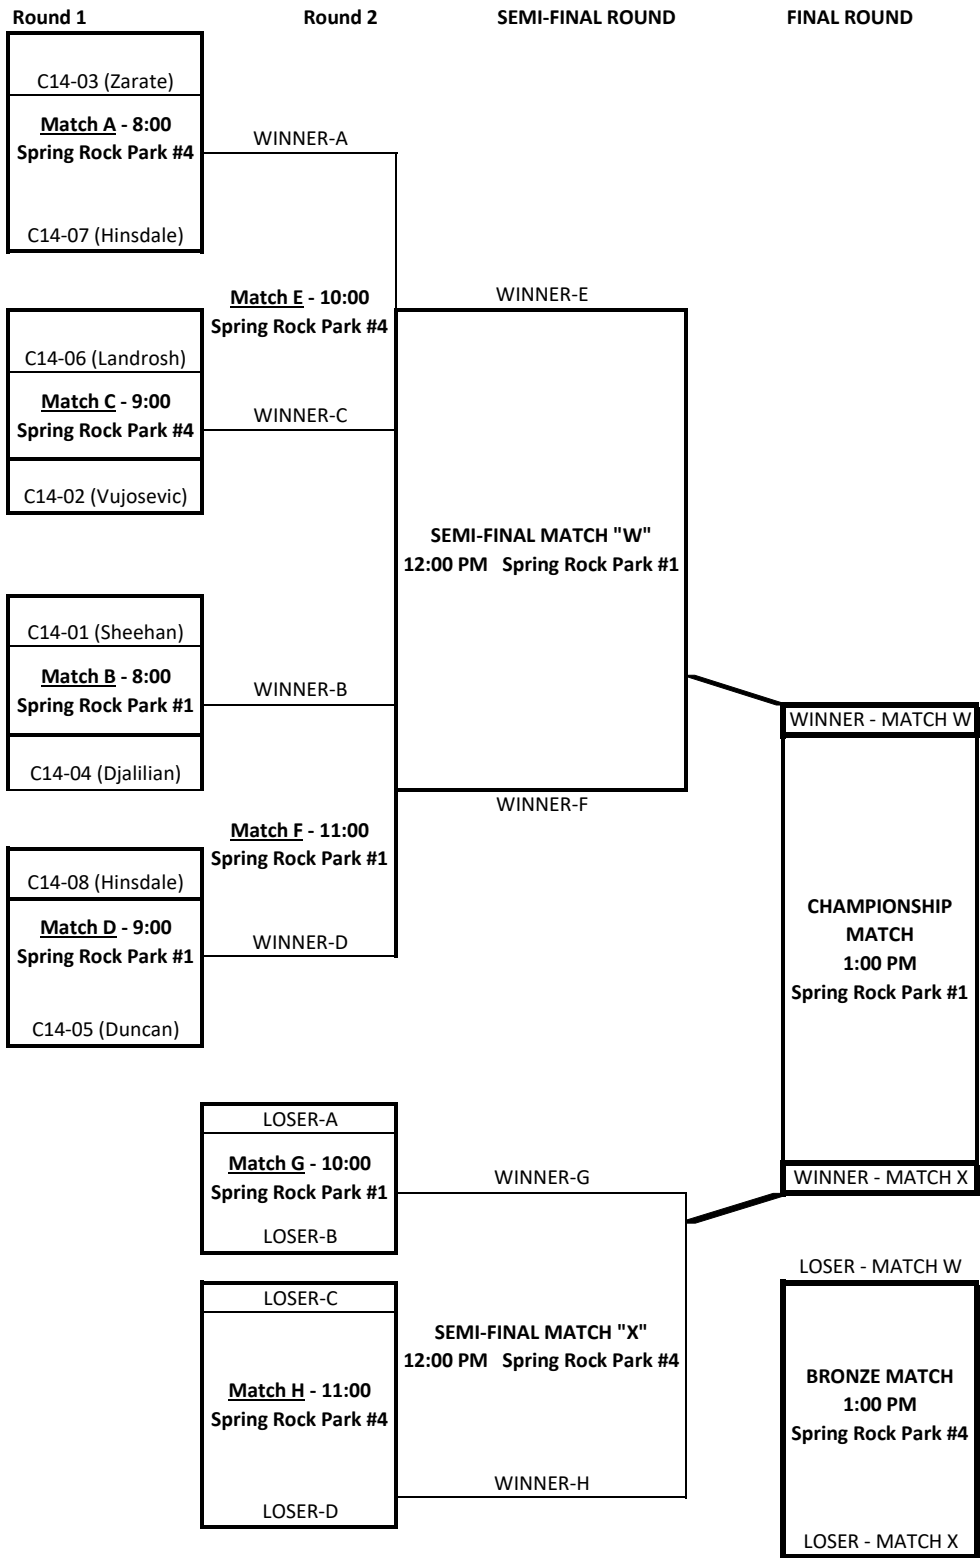 Round 1 Round 2 SEMI-FINAL ROUND FINAL ROUND
C14-03 (Zarate)
Match A - 8:00
Spring Rock Park #4
WINNER-A
C14-07 (Hinsdale)
Match E - 10:00
Spring Rock Park #4
WINNER-E
C14-06 (Landrosh)
Match C - 9:00
Spring Rock Park #4
WINNER-C
C14-02 (Vujosevic)
SEMI-FINAL MATCH "W"
12:00 PM Spring Rock Park #1
C14-01 (Sheehan)
Match B - 8:00
Spring Rock Park #1
WINNER-B
WINNER - MATCH W
C14-04 (Djalilian)
WINNER-F
Match F - 11:00
Spring Rock Park #1
C14-08 (Hinsdale)
Match D - 9:00
Spring Rock Park #1
WINNER-D
CHAMPIONSHIP
MATCH
1:00 PM
Spring Rock Park #1
C14-05 (Duncan)
LOSER-A
Match G - 10:00
Spring Rock Park #1
LOSER-B
WINNER-G
WINNER - MATCH X
LOSER - MATCH W
LOSER-C
SEMI-FINAL MATCH "X"
12:00 PM Spring Rock Park #4
Match H - 11:00
Spring Rock Park #4
BRONZE MATCH
1:00 PM
Spring Rock Park #4
WINNER-H
LOSER-D
LOSER - MATCH X